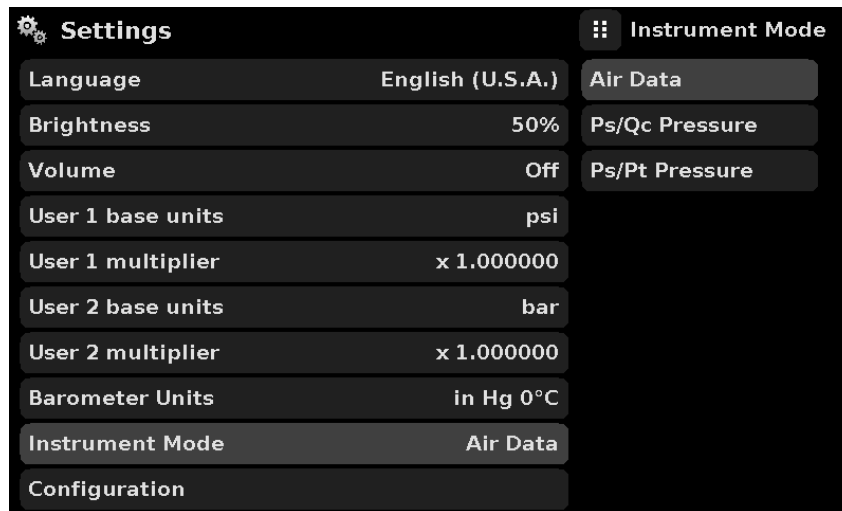 Settings
Language English (U.S.A.)
Brightness 50%
Volume Off
User 1 base units psi
User 1 multiplier x 1.000000
User 2 base units bar
User 2 multiplier x 1.000000
Barometer Units in Hg 0°C
Instrument Mode Air Data
Configuration
Instrument Mode
Air Data
Ps/Qc Pressure
Ps/Pt Pressure